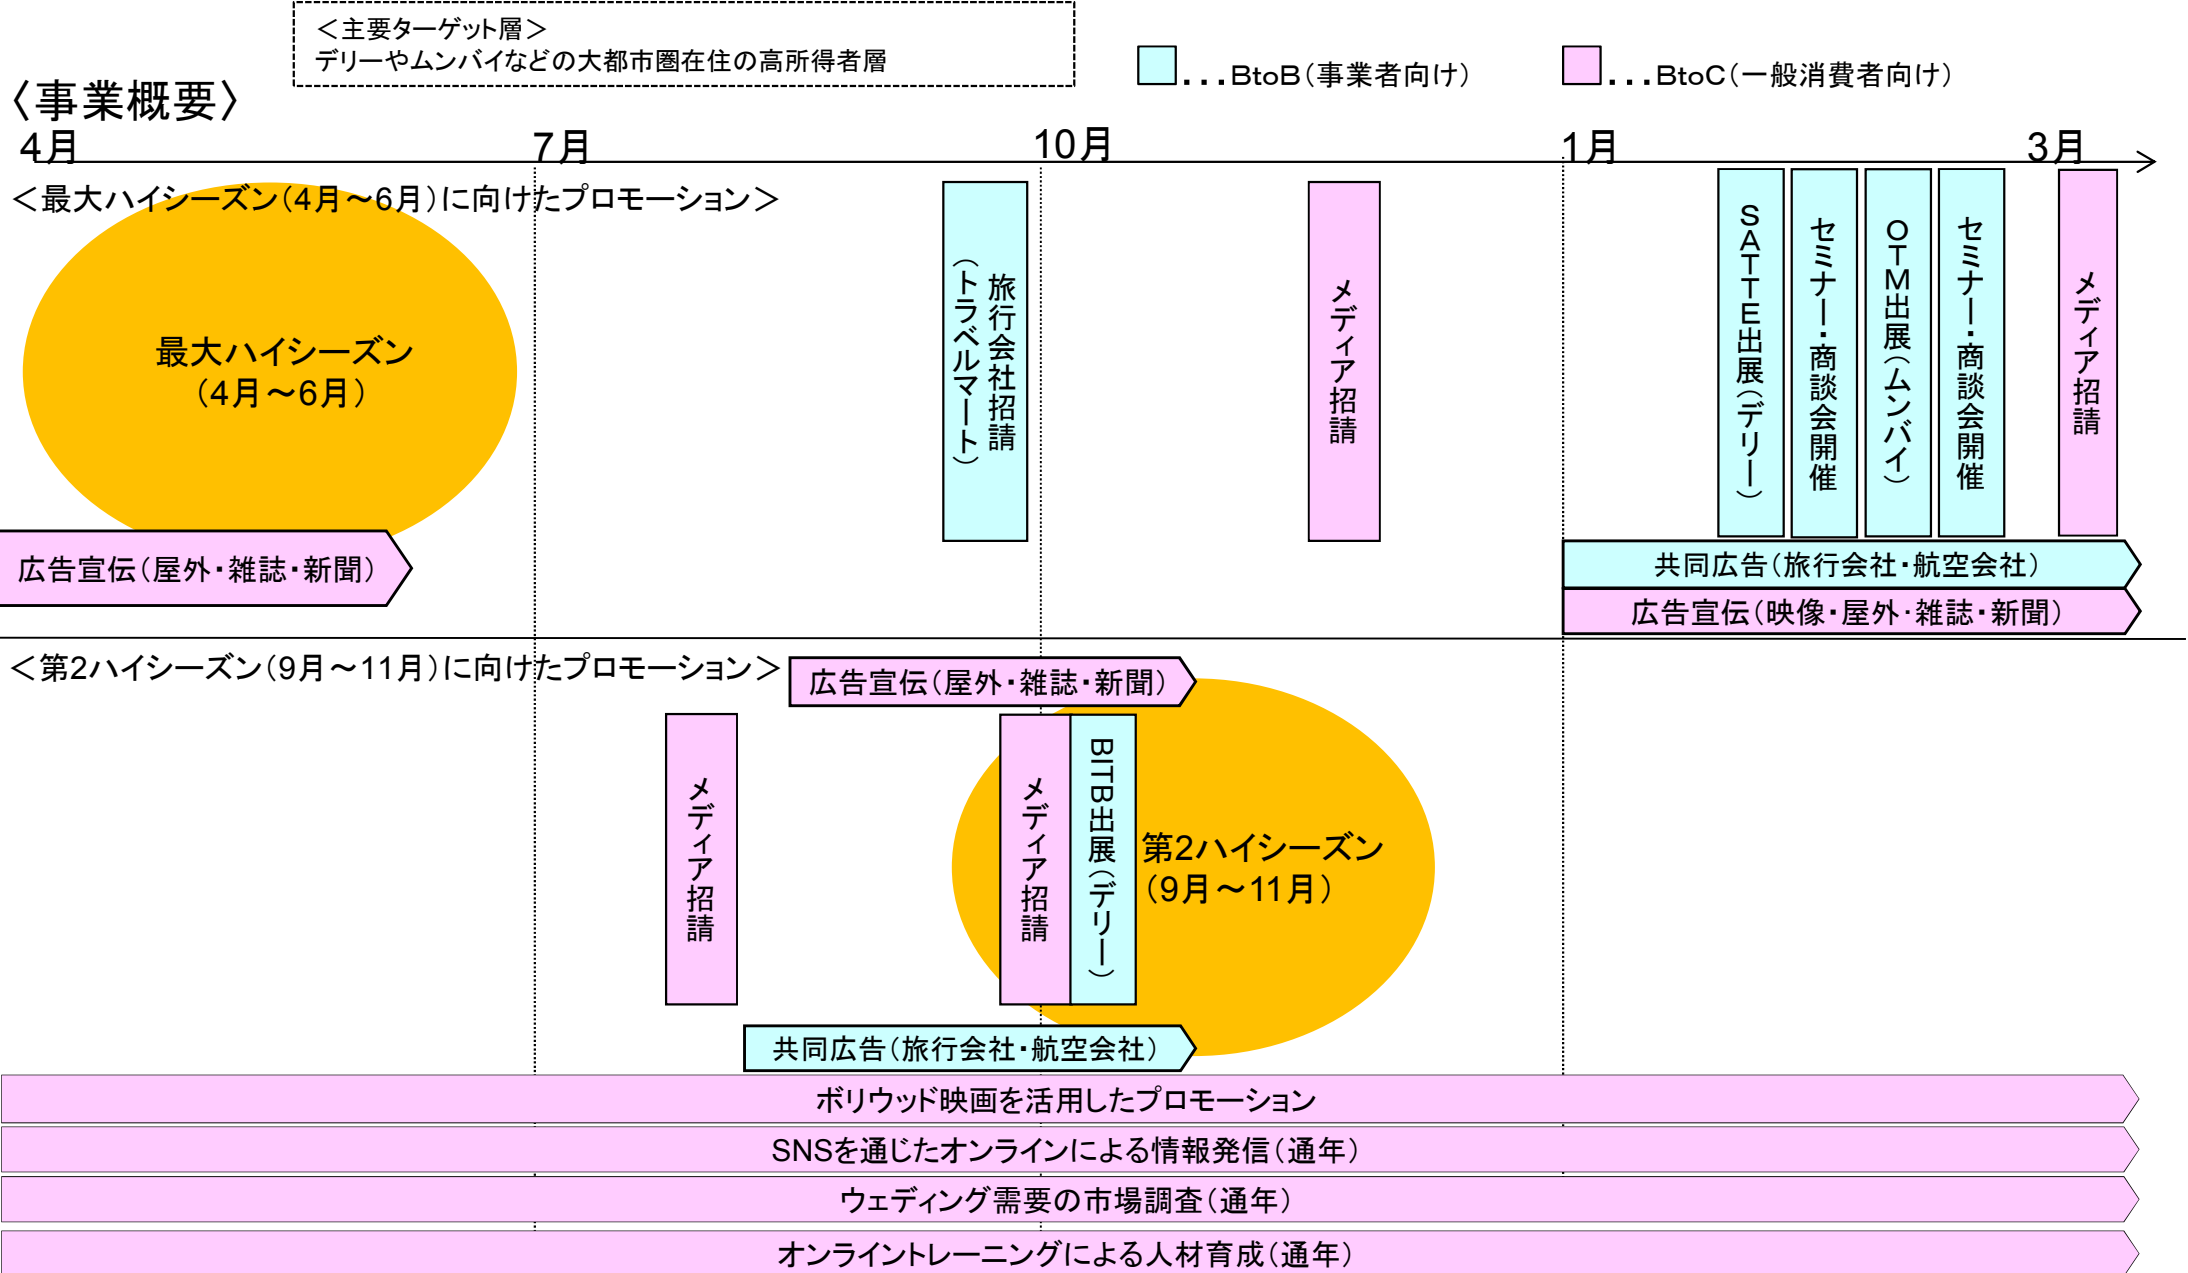 ＜主要ターゲット層＞
デリーやムンバイなどの大都市圏在住の高所得者層
・・・BtoB（事業者向け）
・・・BtoC（一般消費者向け）
〈事業概要〉
4月
7月
10月
1月
3月
＜最大ハイシーズン（4月～6月）に向けたプロモーション＞
最大ハイシーズン
（4月～6月）
旅行会社招請
（トラベルマート）
メディア招請
SATTE出展（デリー）
セミナー・商談会開催
OTM出展（ムンバイ）
セミナー・商談会開催
メディア招請
広告宣伝（屋外・雑誌・新聞）
共同広告（旅行会社・航空会社）
広告宣伝（映像・屋外・雑誌・新聞）
＜第2ハイシーズン（9月～11月）に向けたプロモーション＞
広告宣伝（屋外・雑誌・新聞）
メディア招請
メディア招請
BITB出展（デリー）
第2ハイシーズン
（9月～11月）
共同広告（旅行会社・航空会社）
ボリウッド映画を活用したプロモーション
SNSを通じたオンラインによる情報発信（通年）
ウェディング需要の市場調査（通年）
オンライントレーニングによる人材育成（通年）